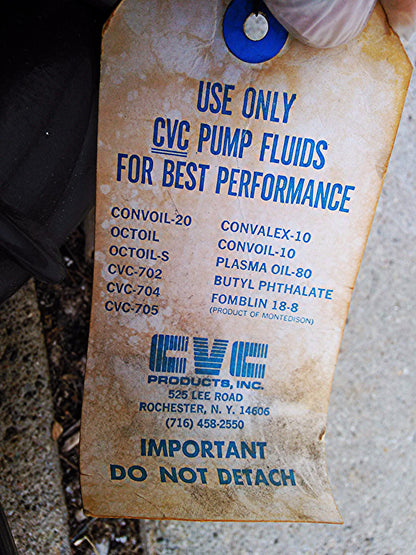 USE ONLY
CVC PUMP FLUIDS
FOR BEST PERFORMANCE
CONVOIL-20
OCTOIL
OCTOIL-S
CVC-702
CVC-704
CVC-705
CONVALEX-10
CONVOIL-10
PLASMA OIL-80
BUTYL PHTHALATE
FOMBLIN 18-8
(PRODUCT OF MONTEDISON)
CVC
PRODUCTS, INC.
525 LEE ROAD
ROCHESTER, N. Y. 14606
(716) 458-2550
IMPORTANT
DO NOT DETACH